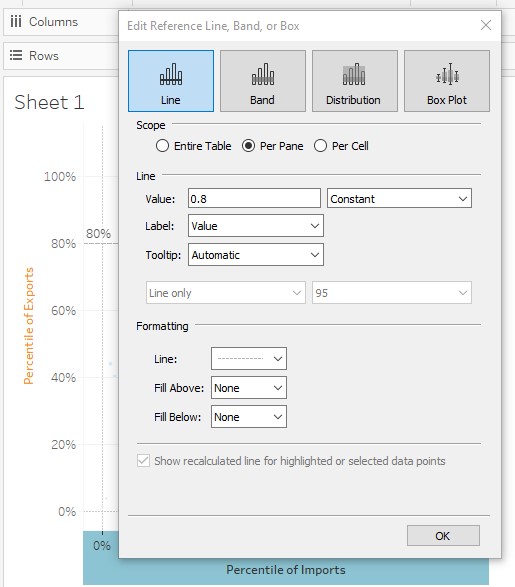 Columns
Rows
Sheet 1
100%
80%
80%
60%
40%
20%
0%
Percentile of Exports
0%
Percentile of Imports
Edit Reference Line, Band, or Box
Line
Band
Distribution
Box Plot
Scope
Entire Table
Per Pane
Per Cell
Line
Value: 0.8 Constant
Label: Value
Tooltip: Automatic
Line only 95
Formatting
Line:
Fill Above: None
Fill Below: None
Show recalculated line for highlighted or selected data points
OK